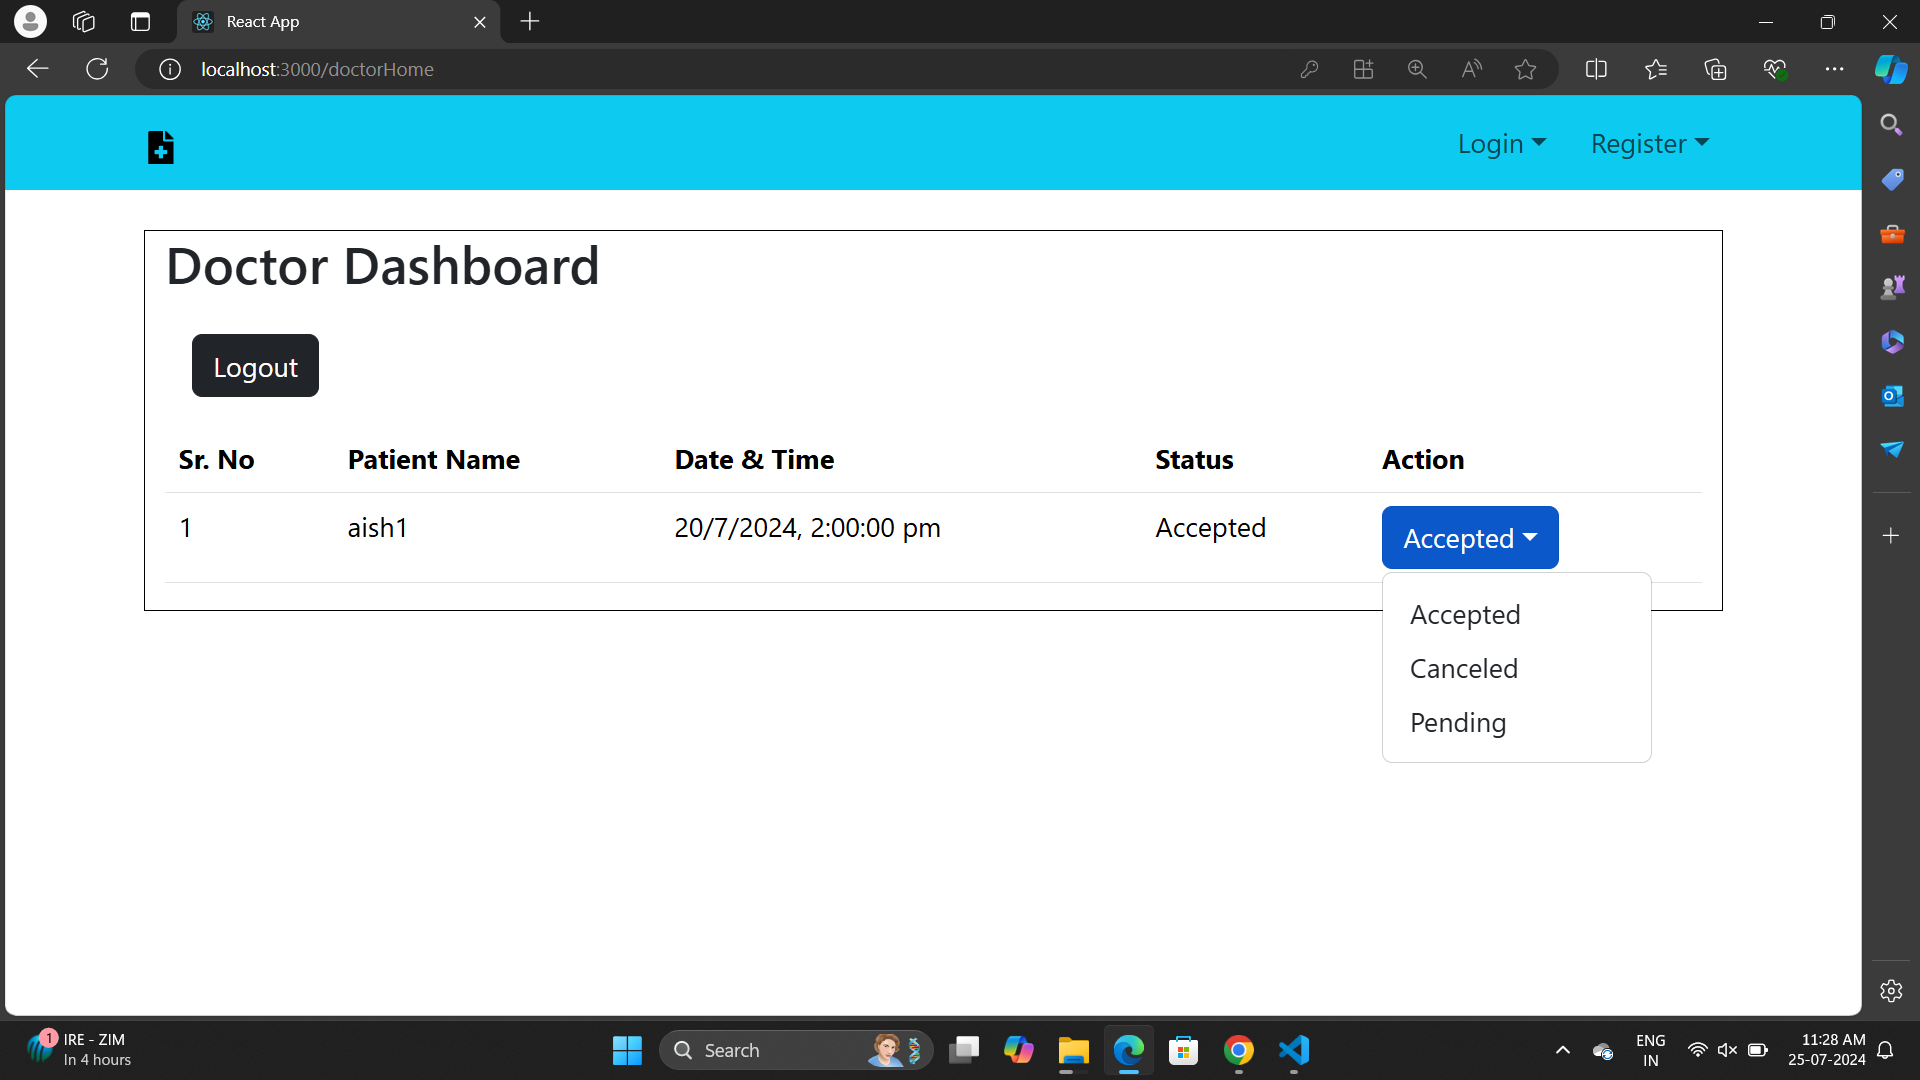 React App
localhost:3000/doctorHome
Login Register
Doctor Dashboard
Logout
Sr. No Patient Name Date & Time Status Action
1 aish1 20/7/2024, 2:00:00 pm Accepted Accepted
Accepted
Canceled
Pending
1 IRE - ZIM
In 4 hours
Search
ENG
IN
11:28 AM
25-07-2024